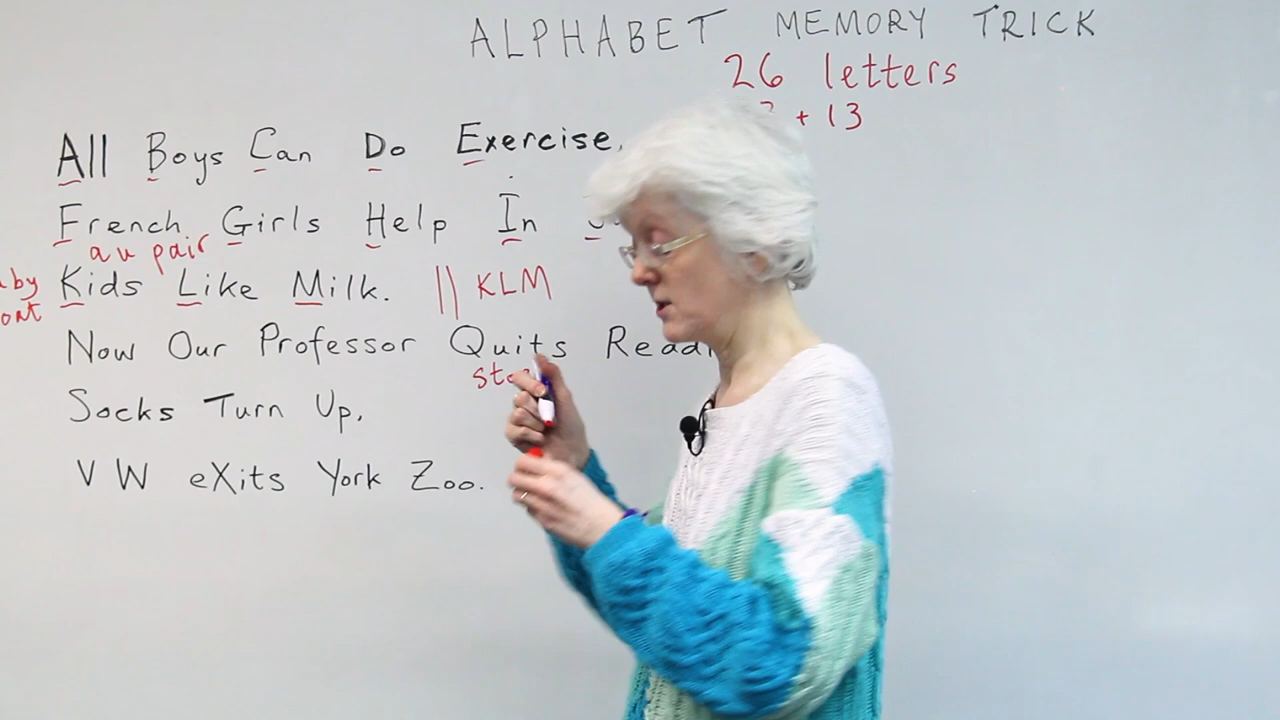 ALPHABET MEMORY TRICK
26 letters
+ 13
All Boys Can Do Exercise.
French Girls Help In
au pair
Kids Like Milk. || KLM
Now Our Professor Quits
Socks Turn Up.
VW eXits York Zoo.